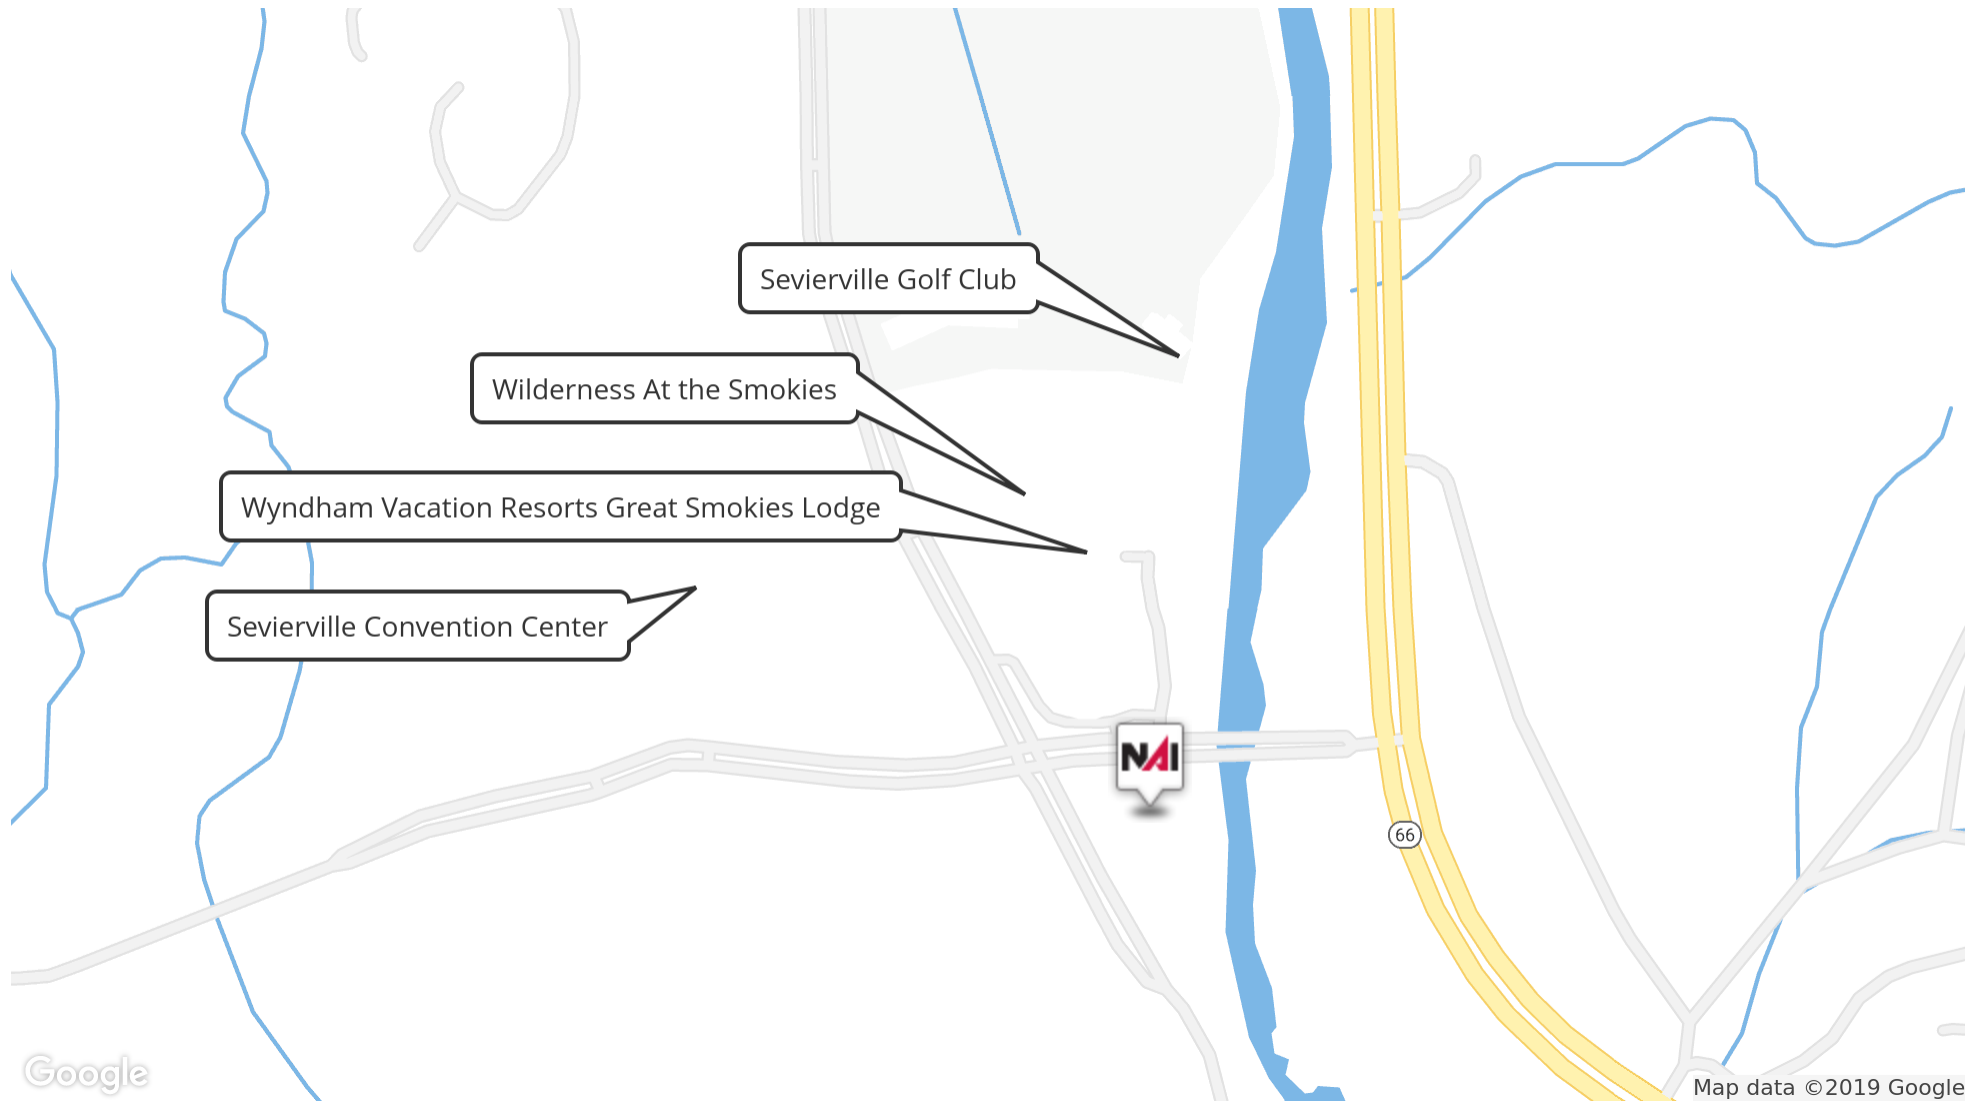 Sevierville Golf Club
Wilderness At the Smokies
Wyndham Vacation Resorts Great Smokies Lodge
Sevierville Convention Center
NAI
66
Google
Map data ©2019 Google